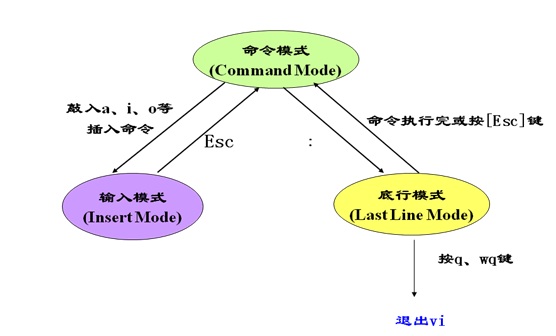 命令模式
(Command Mode)
敲入a、i、o等
插入命令
命令执行完或按[Esc]键
Esc
:
输入模式
(Insert Mode)
底行模式
(Last Line Mode)
按q、wq键
退出vi